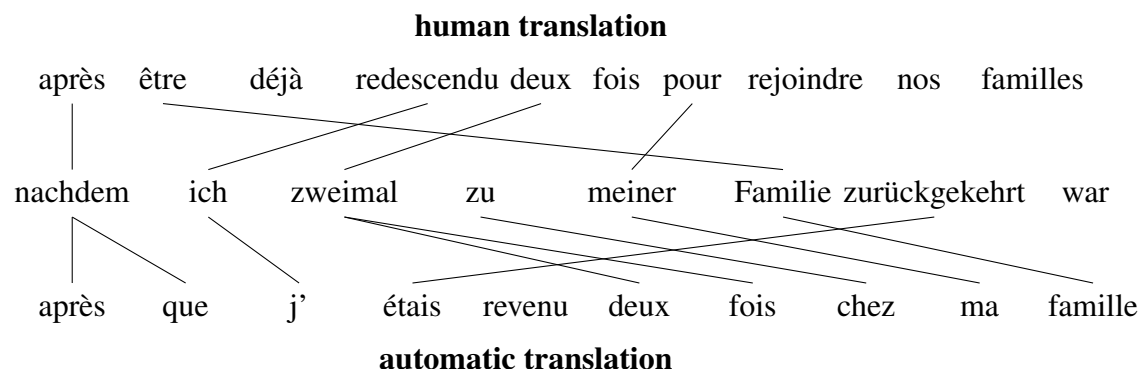 human translation
après être déjà redescendu deux fois pour rejoindre nos familles
nachdem ich zweimal zu meiner Familie zurückgekehrt war
après que j' étais revenu deux fois chez ma famille
automatic translation